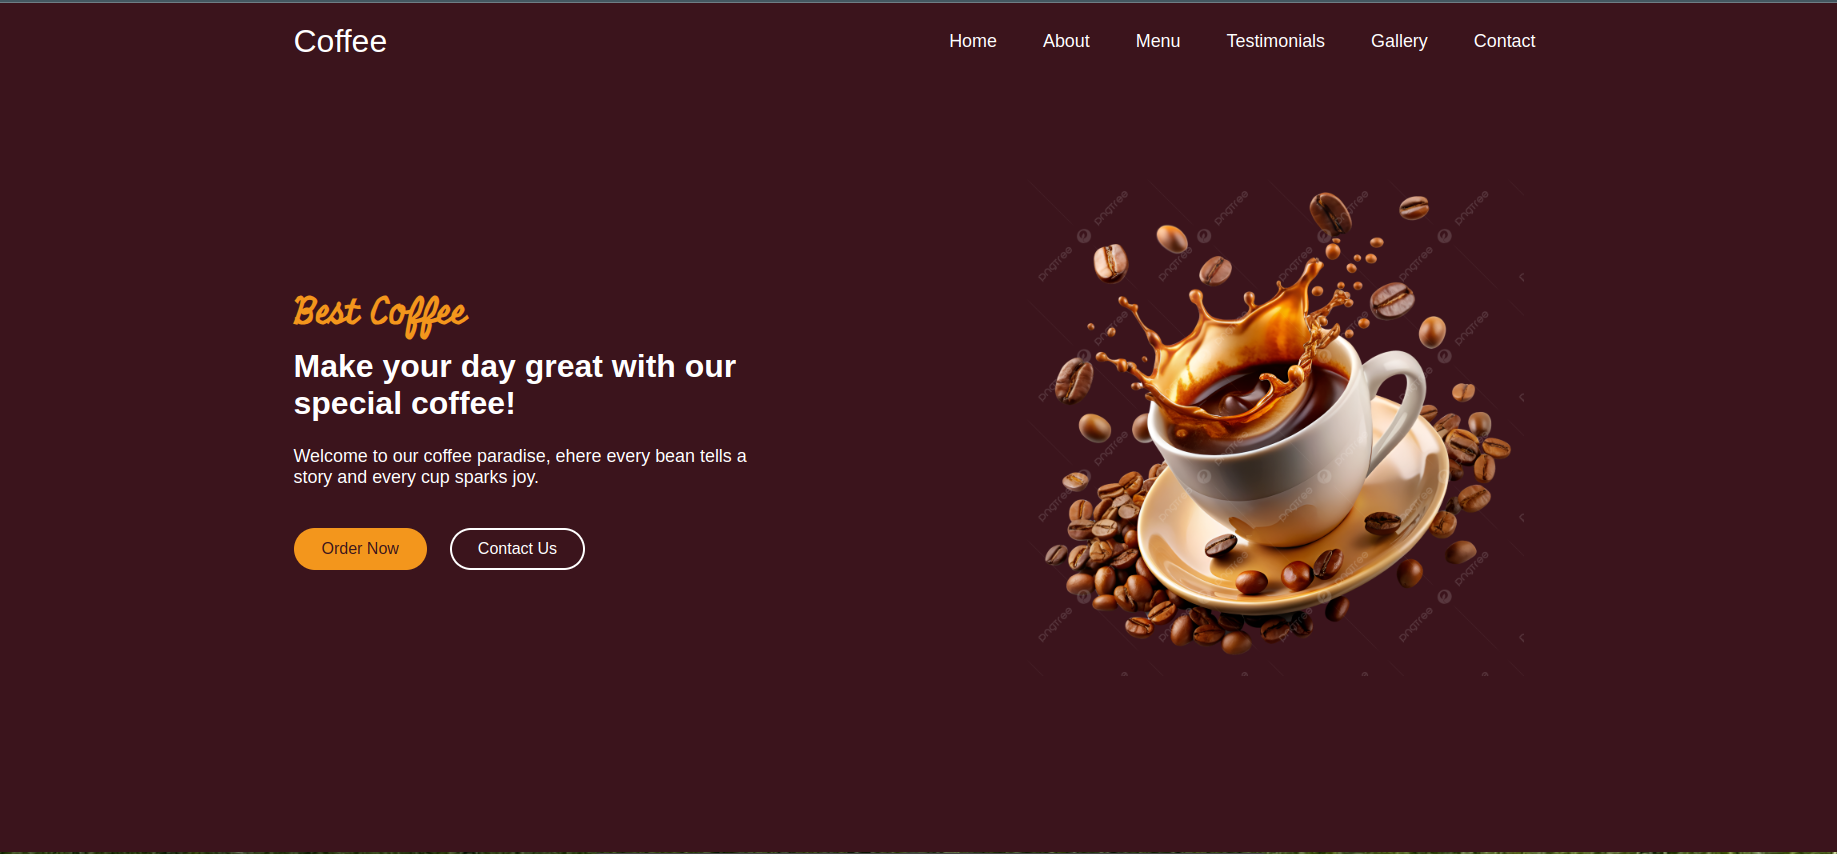 Coffee
Home About Menu Testimonials Gallery Contact
Best Coffee
Make your day great with our
special coffee!
Welcome to our coffee paradise, ehere every bean tells a
story and every cup sparks joy.
Order Now Contact Us
pngtree